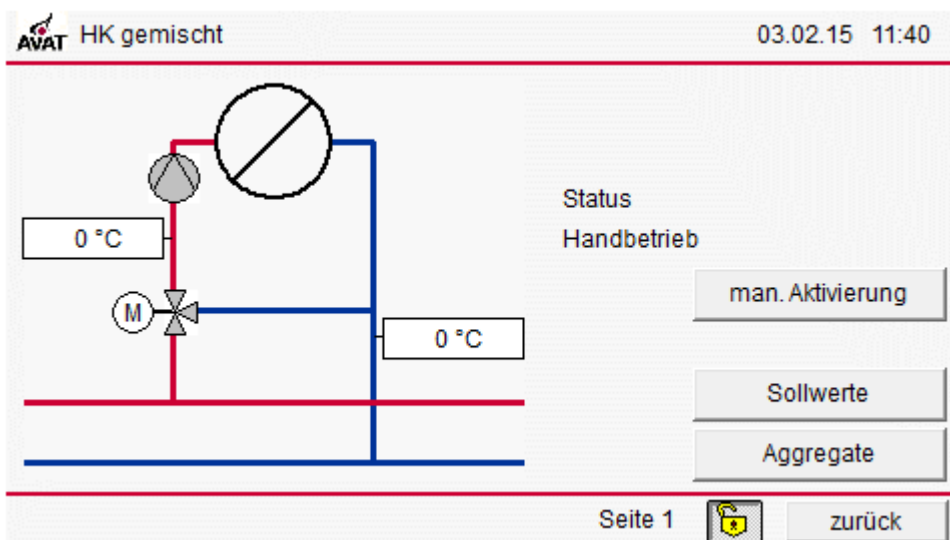 AVAT HK gemischt 03.02.15 11:40
Status
0 °C Handbetrieb
man. Aktivierung
M
0 °C
Sollwerte
Aggregate
Seite 1 zurück